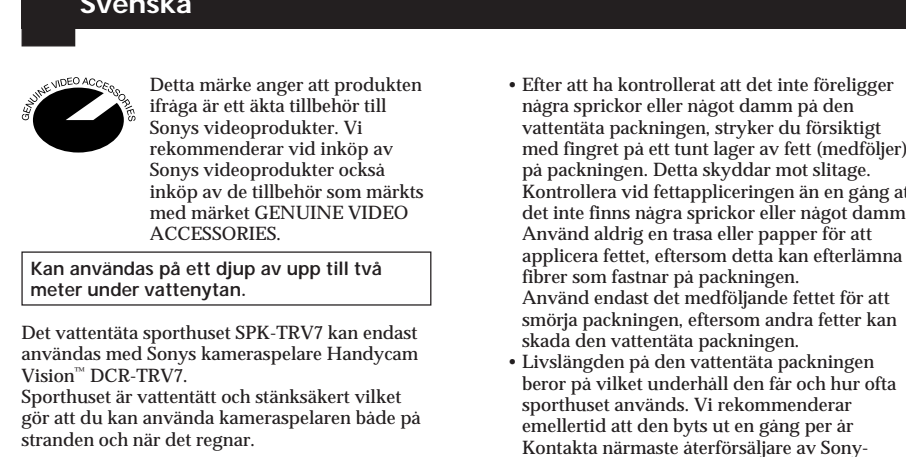 Svenska
GENUINE VIDEO ACCESSORIES
Detta märke anger att produkten
ifråga är ett äkta tillbehör till
Sonys videoprodukter. Vi
rekommenderar vid inköp av
Sonys videoprodukter också
inköp av de tillbehör som märkts
med märket GENUINE VIDEO
ACCESSORIES.
Kan användas på ett djup av upp till två
meter under vattenytan.
Det vattentäta sporthuset SPK-TRV7 kan endast
användas med Sonys kameraspelare Handycam
Vision™ DCR-TRV7.
Sporthuset är vattentätt och stänksäkert vilket
gör att du kan använda kameraspelaren både på
stranden och när det regnar.
• Efter att ha kontrollerat att det inte föreligger
några sprickor eller något damm på den
vattentäta packningen, stryker du försiktigt
med fingret på ett tunt lager av fett (medföljer)
på packningen. Detta skyddar mot slitage.
Kontrollera vid fettappliceringen än en gång at
det inte finns några sprickor eller något damm
Använd aldrig en trasa eller papper för att
applicera fettet, eftersom detta kan efterlämna
fibrer som fastnar på packningen.
Använd endast det medföljande fettet för att
smörja packningen, eftersom andra fetter kan
skada den vattentäta packningen.
• Livslängden på den vattentäta packningen
beror på vilket underhåll den får och hur ofta
sporthuset används. Vi rekommenderar
emellertid att den byts ut en gång per år
Kontakta närmaste återförsäljare av Sony-